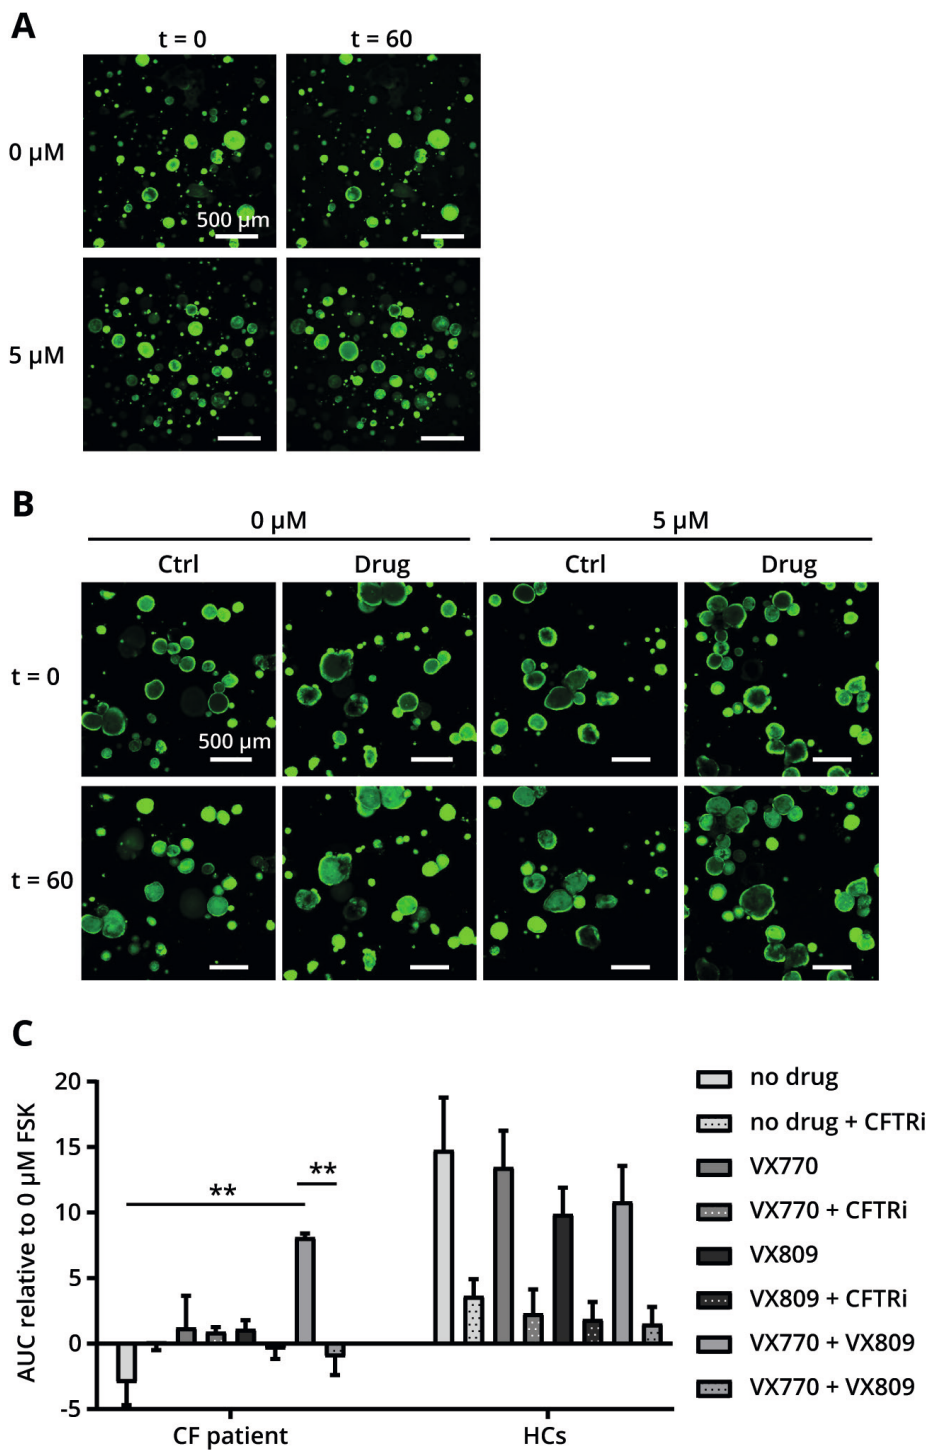 A
t = 0 t = 60
0 µM
500 µm
5 µM
B
0 µM 5 µM
Ctrl Drug Ctrl Drug
t = 0
500 µm
t = 60
C
AUC relative to 0 µM FSK
20
15
10
5
0
-5
** **
CF patient HCs
no drug
no drug + CFTRi
VX770
VX770 + CFTRi
VX809
VX809 + CFTRi
VX770 + VX809
VX770 + VX809